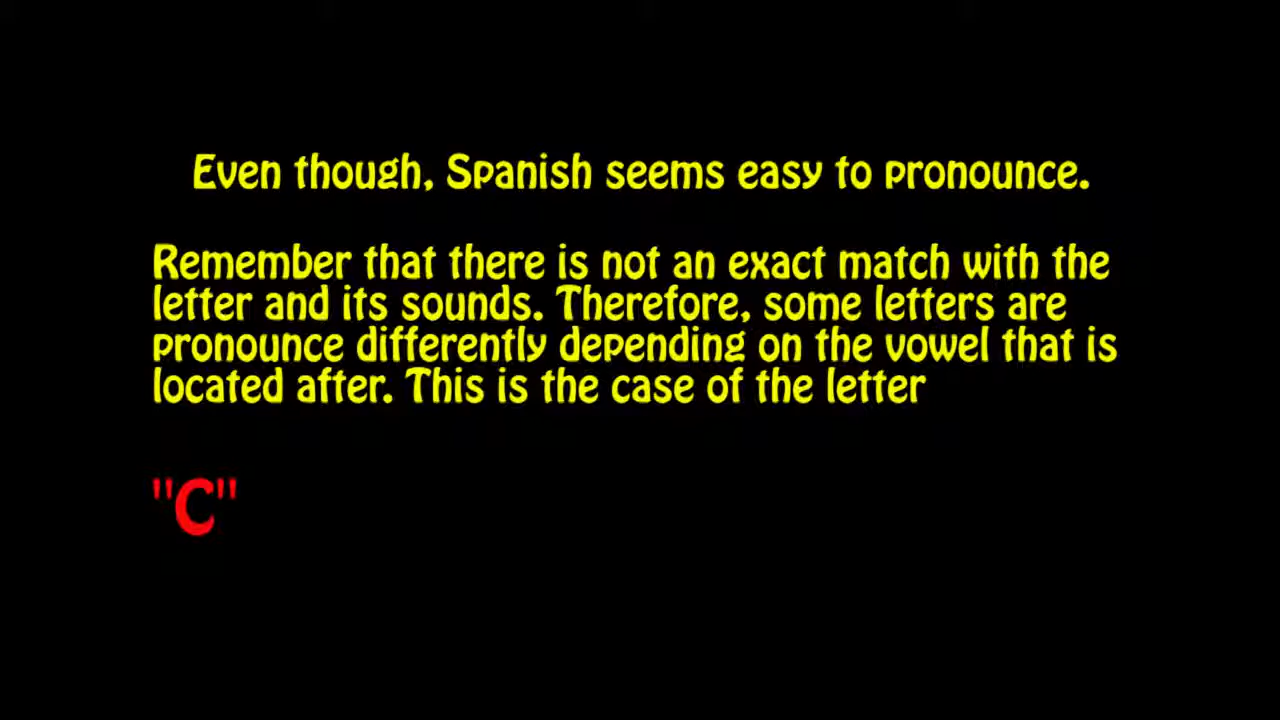 Even though, Spanish seems easy to pronounce.
Remember that there is not an exact match with the
letter and its sounds. Therefore, some letters are
pronounce differently depending on the vowel that is
located after. This is the case of the letter
"C"